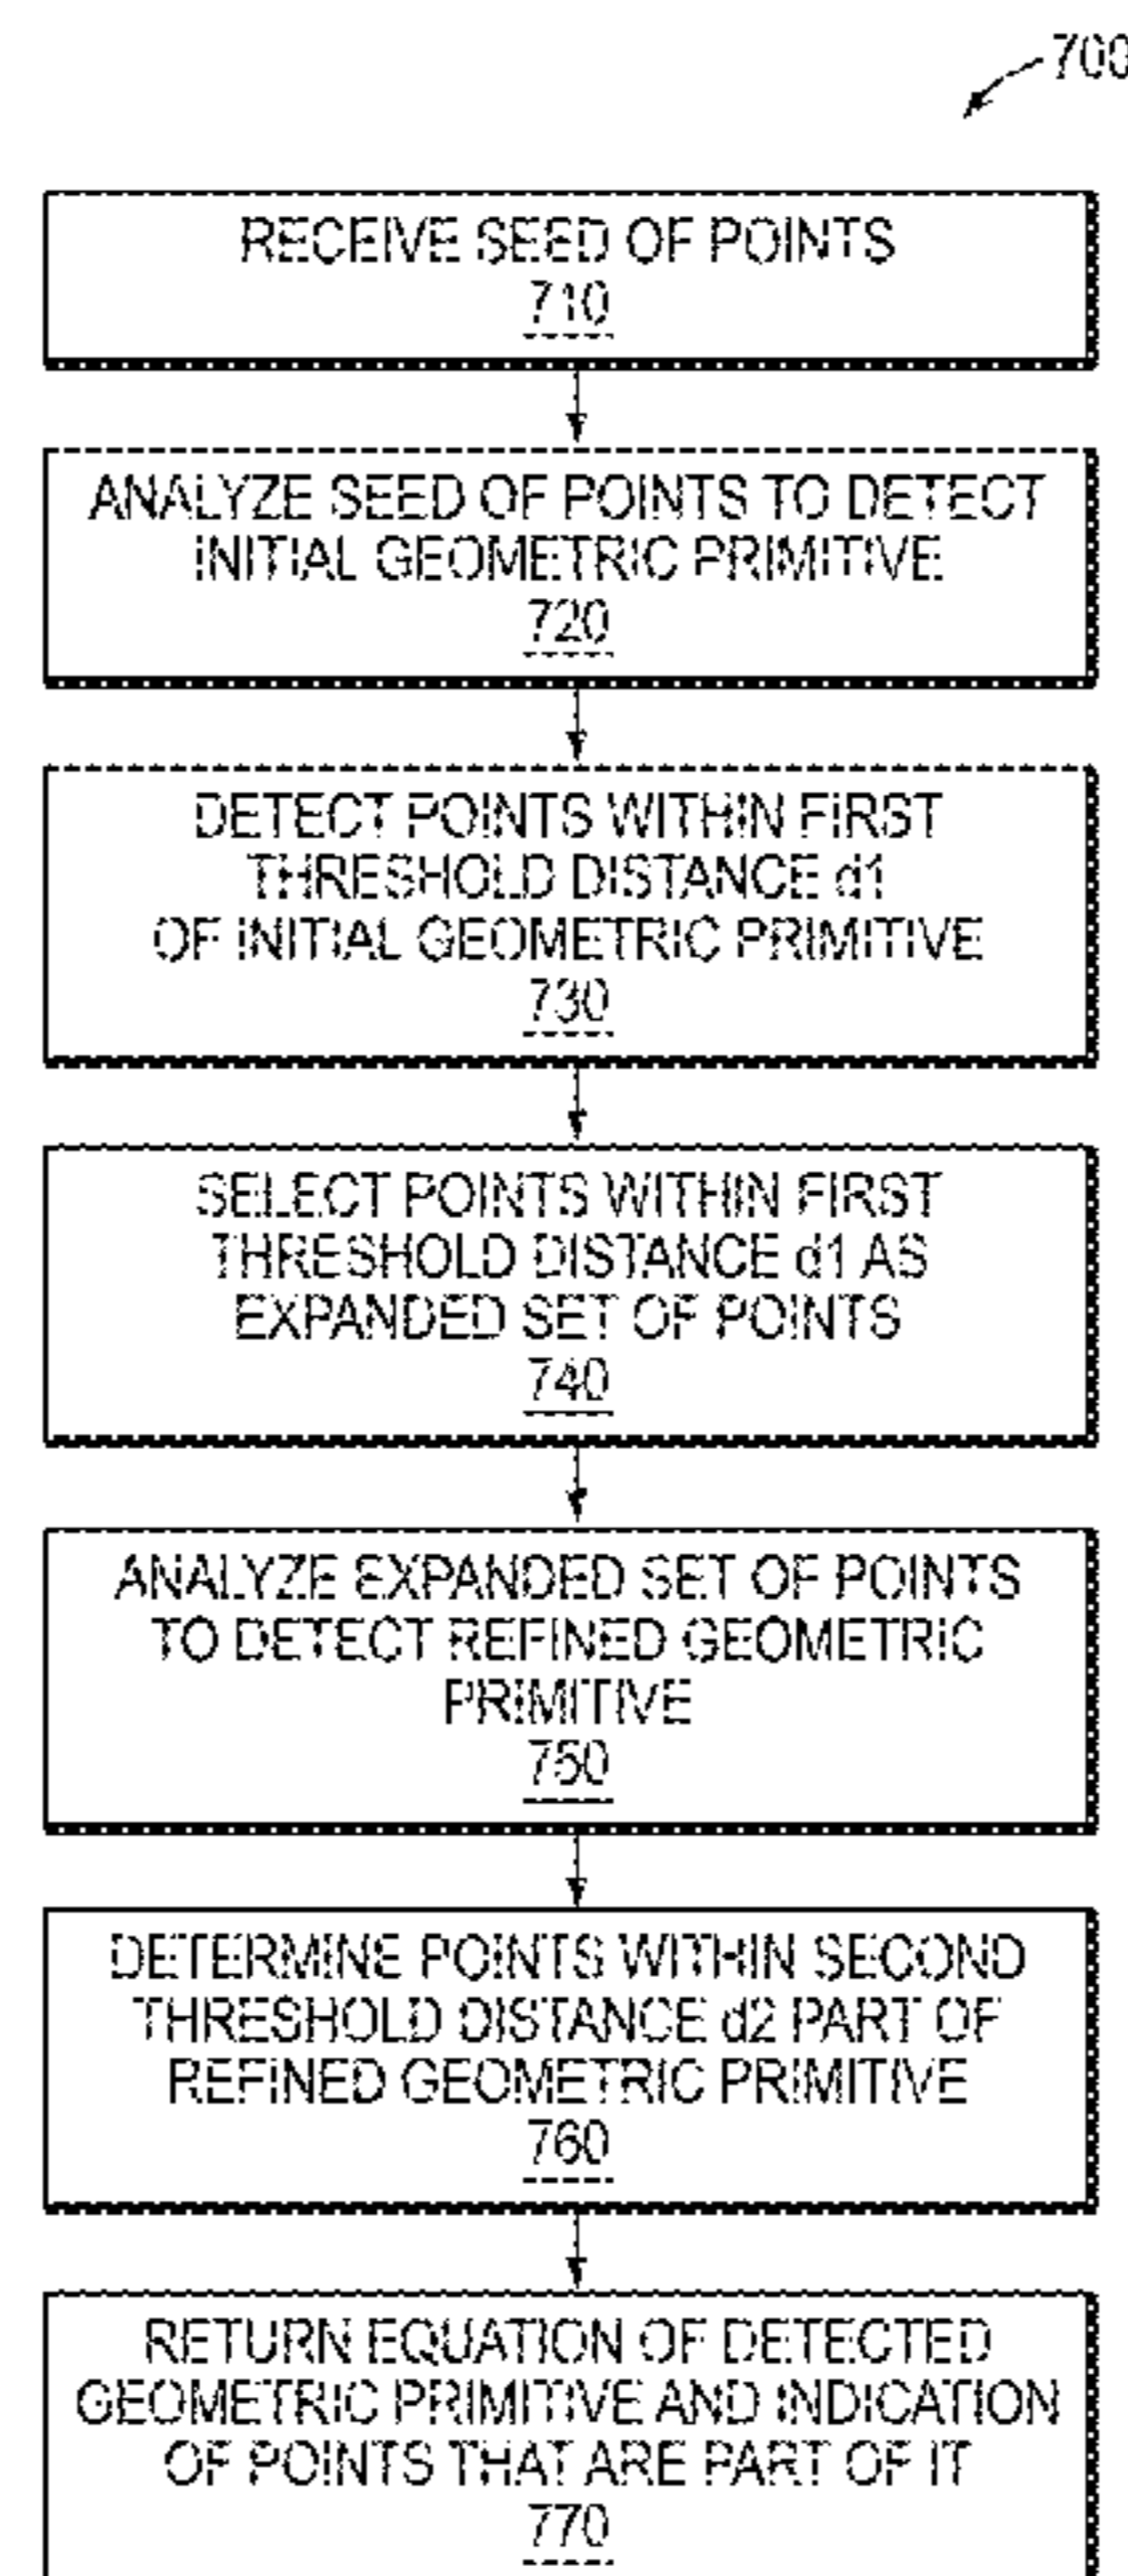 700
RECEIVE SEED OF POINTS
710
ANALYZE SEED OF POINTS TO DETECT
INITIAL GEOMETRIC PRIMITIVE
720
DETECT POINTS WITHIN FIRST
THRESHOLD DISTANCE d1
OF INITIAL GEOMETRIC PRIMITIVE
730
SELECT POINTS WITHIN FIRST
THRESHOLD DISTANCE d1 AS
EXPANDED SET OF POINTS
740
ANALYZE EXPANDED SET OF POINTS
TO DETECT REFINED GEOMETRIC
PRIMITIVE
750
DETERMINE POINTS WITHIN SECOND
THRESHOLD DISTANCE d2 PART OF
REFINED GEOMETRIC PRIMITIVE
760
RETURN EQUATION OF DETECTED
GEOMETRIC PRIMITIVE AND INDICATION
OF POINTS THAT ARE PART OF IT
770